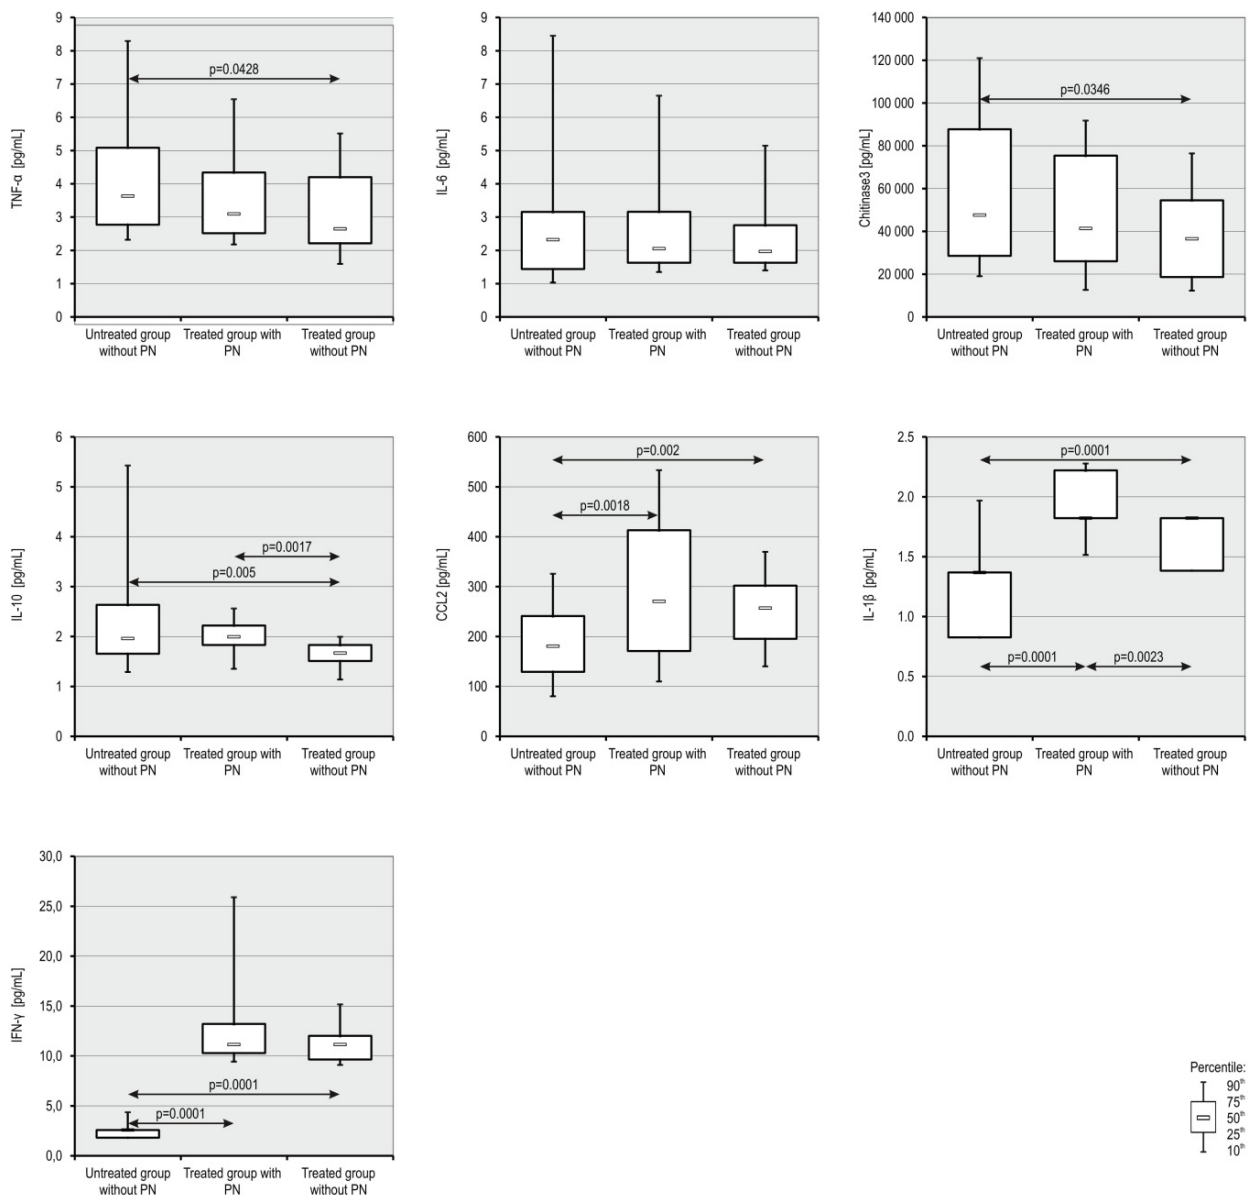 TNF-α [pg/mL]
9
8
7
6
5
4
3
2
1
0
p=0.0428
Untreated group without PN
Treated group with PN
Treated group without PN
IL-6 [pg/mL]
9
8
7
6
5
4
3
2
1
0
Untreated group without PN
Treated group with PN
Treated group without PN
Chitinase3 [pg/mL]
140 000
120 000
100 000
80 000
60 000
40 000
20 000
0
p=0.0346
Untreated group without PN
Treated group with PN
Treated group without PN
IL-10 [pg/mL]
6
5
4
3
2
1
0
p=0.0017
p=0.005
Untreated group without PN
Treated group with PN
Treated group without PN
CCL2 [pg/mL]
600
500
400
300
200
100
0
p=0.002
p=0.0018
Untreated group without PN
Treated group with PN
Treated group without PN
IL-1β [pg/mL]
2.5
2.0
1.5
1.0
0.5
0.0
p=0.0001
p=0.0001
p=0.0023
Untreated group without PN
Treated group with PN
Treated group without PN
IFN-γ [pg/mL]
30,0
25,0
20,0
15,0
10,0
5,0
0,0
p=0.0001
p=0.0001
Untreated group without PN
Treated group with PN
Treated group without PN
Percentile:
90th
75th
50th
25th
10th